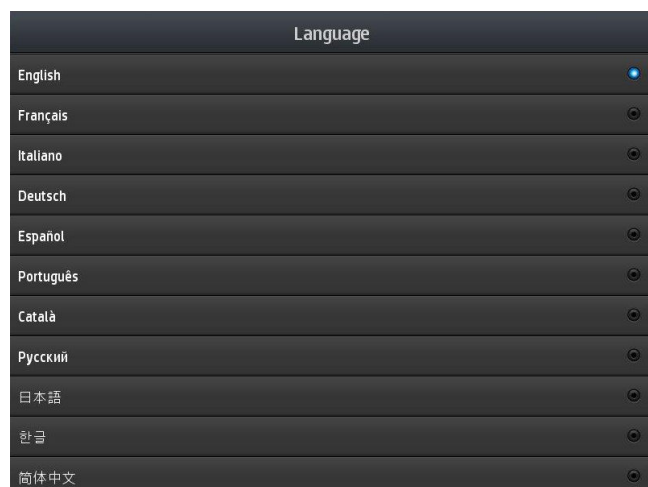 Language
English
Français
Italiano
Deutsch
Español
Português
Català
Русский
日本語
한글
简体中文